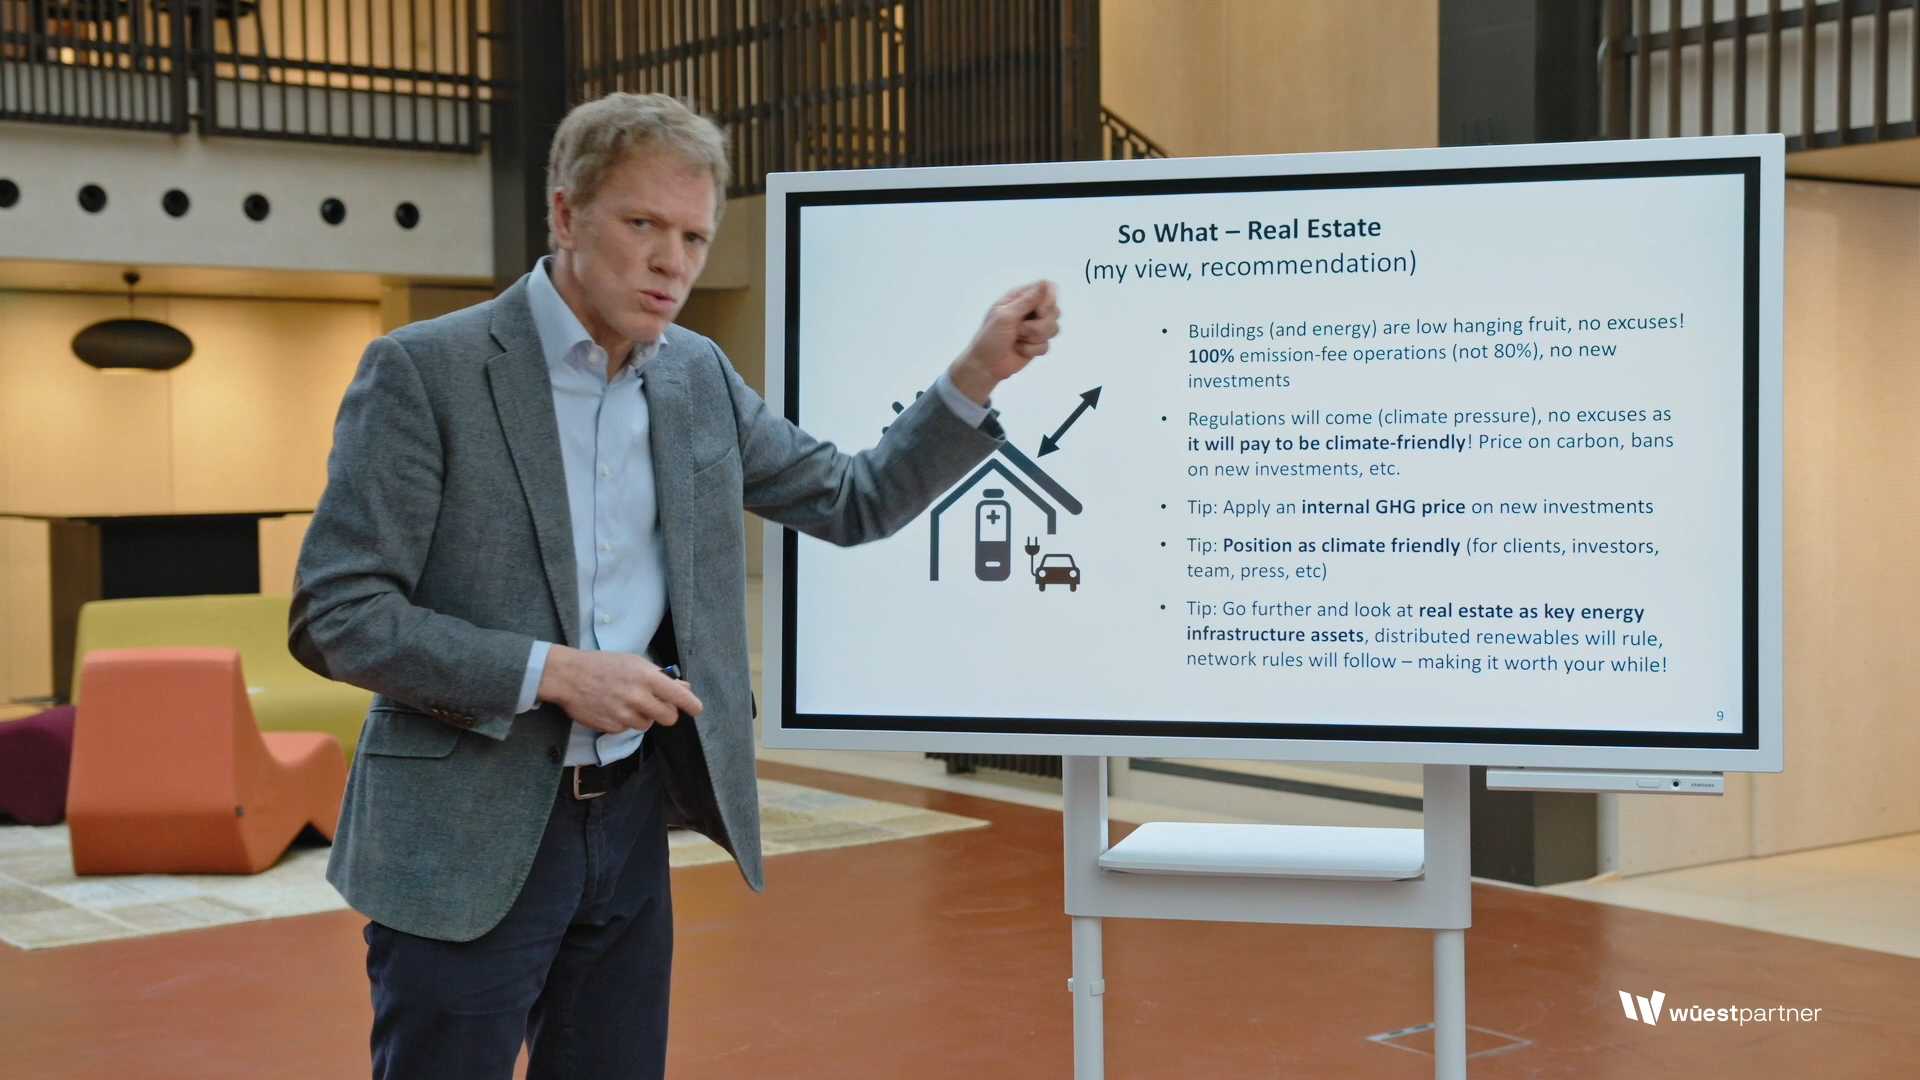 So What – Real Estate
(my view, recommendation)
• Buildings (and energy) are low hanging fruit, no excuses!
100% emission-fee operations (not 80%), no new
investments
• Regulations will come (climate pressure), no excuses as
it will pay to be climate-friendly! Price on carbon, bans
on new investments, etc.
• Tip: Apply an internal GHG price on new investments
• Tip: Position as climate friendly (for clients, investors,
team, press, etc)
• Tip: Go further and look at real estate as key energy
infrastructure assets, distributed renewables will rule,
network rules will follow – making it worth your while!
9
SAMSUNG
wüestpartner